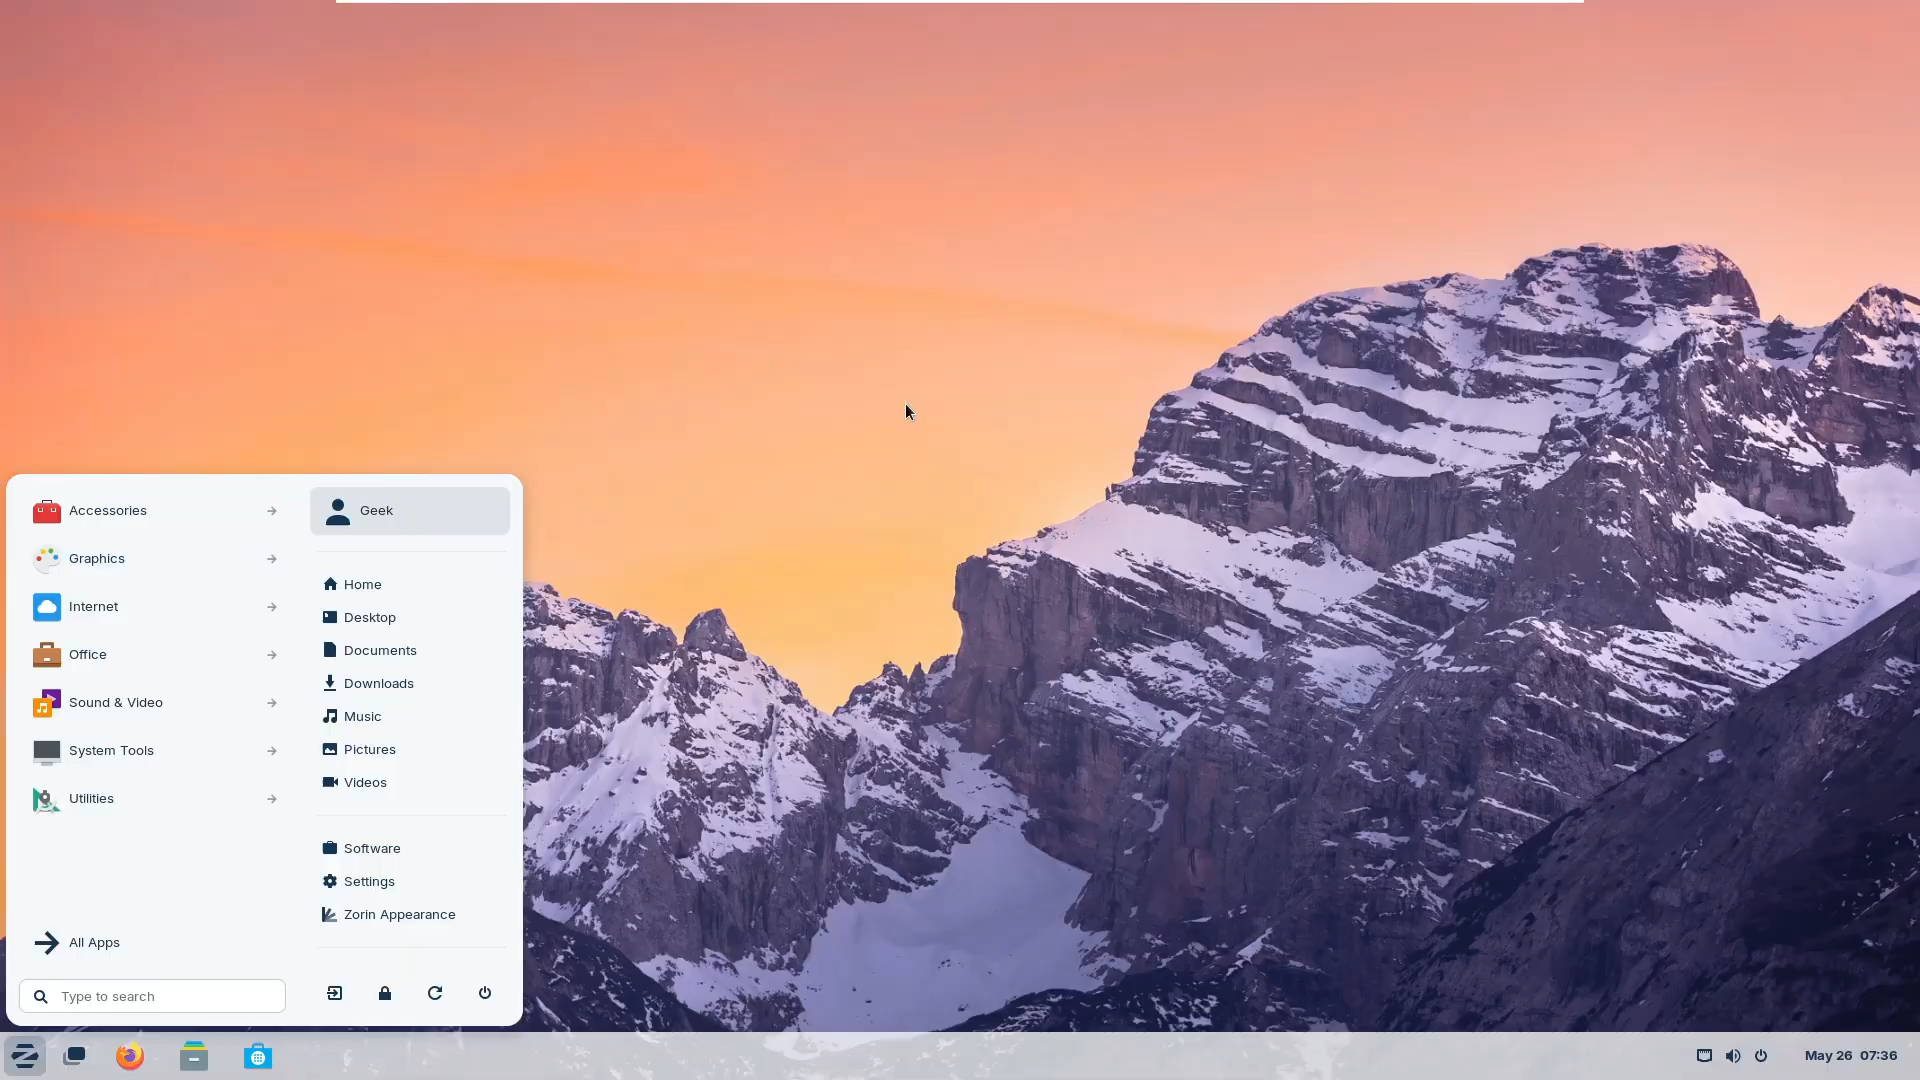 Accessories
Graphics
Internet
Office
Sound & Video
System Tools
Utilities
All Apps
Type to search
Geek
Home
Desktop
Documents
Downloads
Music
Pictures
Videos
Software
Settings
Zorin Appearance
May 26 07:36